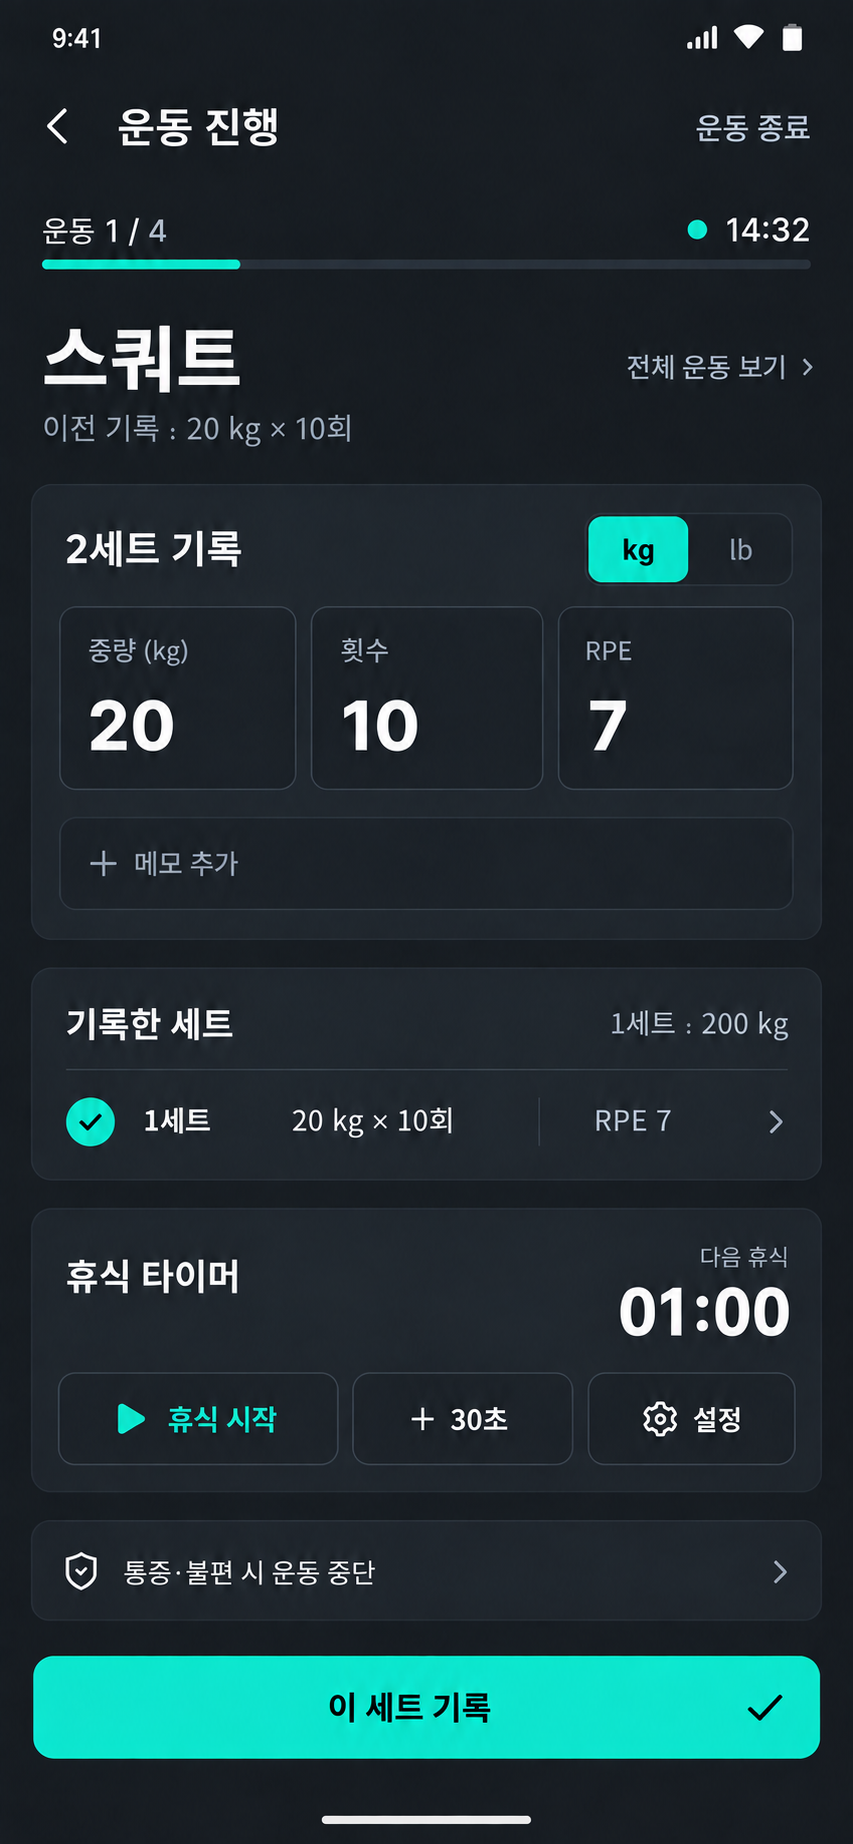 9:41
운동 진행
운동 종료
운동 1 / 4
14:32
스쿼트
전체 운동 보기
이전 기록 : 20 kg × 10회
2세트 기록
kg
lb
중량 (kg)
횟수
RPE
20
10
7
+ 메모 추가
기록한 세트
1세트 : 200 kg
1세트
20 kg × 10회
RPE 7
휴식 타이머
다음 휴식
01:00
휴식 시작
+ 30초
설정
통증·불편 시 운동 중단
이 세트 기록